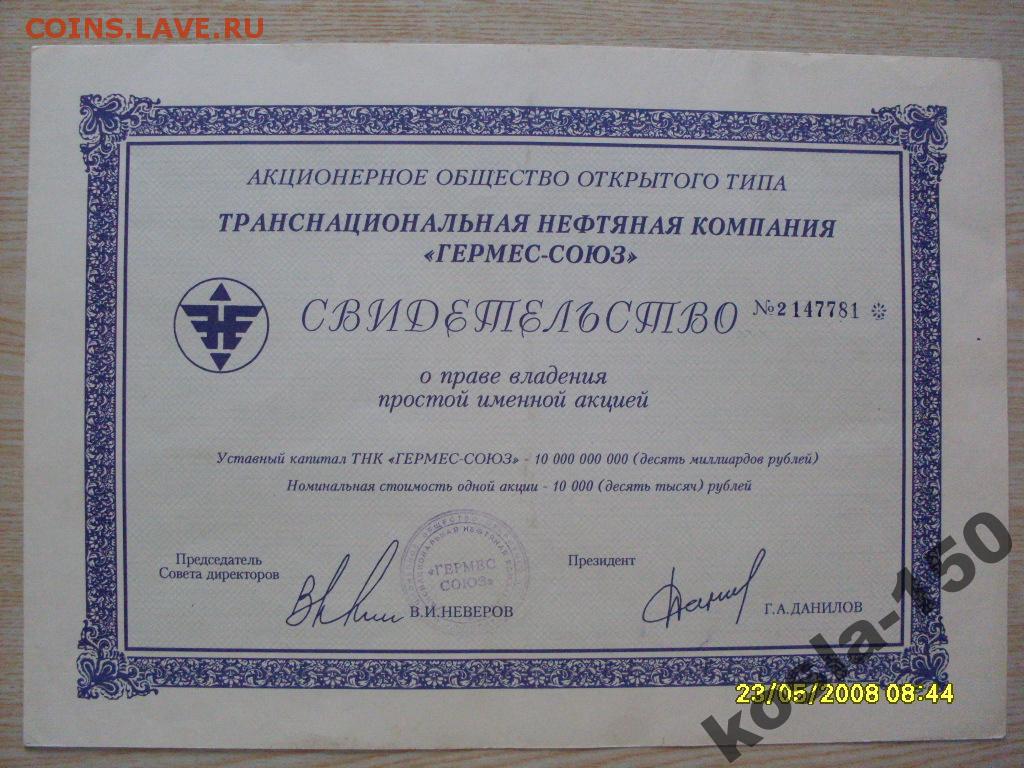 COINS.LAVE.RU
АКЦИОНЕРНОЕ ОБЩЕСТВО ОТКРЫТОГО ТИПА
ТРАНСНАЦИОНАЛЬНАЯ НЕФТЯНАЯ КОМПАНИЯ
«ГЕРМЕС-СОЮЗ»
СВИДЕТЕЛЬСТВО №2147781
о праве владения
простой именной акцией
Уставный капитал ТНК «ГЕРМЕС-СОЮЗ» - 10 000 000 000 (десять миллиардов рублей)
Номинальная стоимость одной акции - 10 000 (десять тысяч) рублей
Председатель
Совета директоров
«ГЕРМЕС
СОЮЗ»
В.И.НЕВЕРОВ
Президент
Г.А.ДАНИЛОВ
23/05/2008 08:44
kosla-150